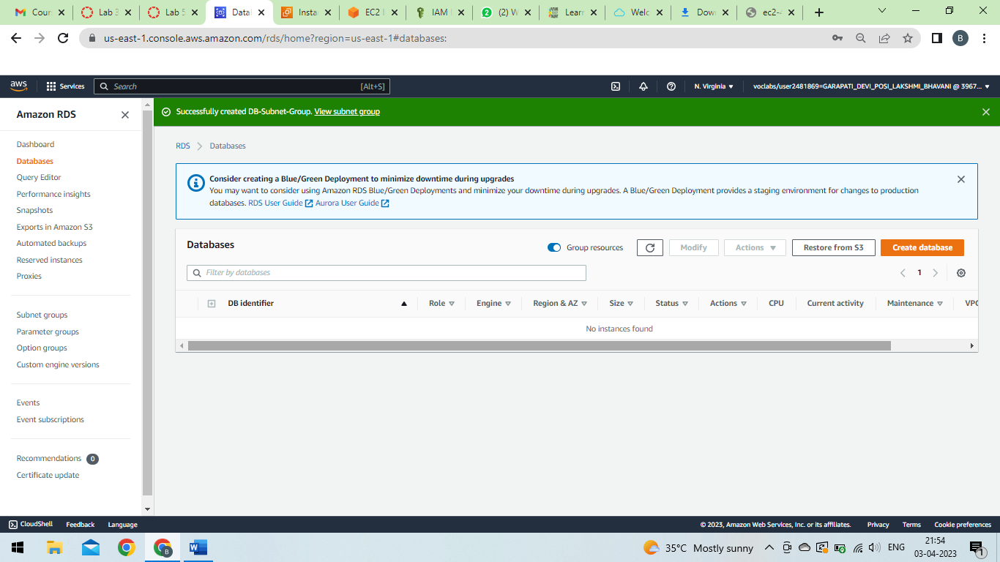 Cour
Lab 3
Lab 5
Datal
Insta
EC2
IAM
(2) W
Learn
Welc
Dow
ec2-4
us-east-1.console.aws.amazon.com/rds/home?region=us-east-1#databases:
B
aws
Services
Search
[Alt+S]
N. Virginia
voclabs/user2481869=GARAPATI_DEVI_POSI_LAKSHMI_BHAVANI @ 3967...
Amazon RDS
Dashboard
Databases
Query Editor
Performance insights
Snapshots
Exports in Amazon S3
Automated backups
Reserved instances
Proxies
Subnet groups
Parameter groups
Option groups
Custom engine versions
Events
Event subscriptions
Recommendations 0
Certificate update
Successfully created DB-Subnet-Group. View subnet group
RDS
Databases
Consider creating a Blue/Green Deployment to minimize downtime during upgrades
You may want to consider using Amazon RDS Blue/Green Deployments and minimize your downtime during upgrades. A Blue/Green Deployment provides a staging environment for changes to production
databases. RDS User Guide Aurora User Guide
Databases
Group resources
Modify
Actions
Restore from S3
Create database
Filter by databases
1
DB identifier
Role
Engine
Region & AZ
Size
Status
Actions
CPU
Current activity
Maintenance
VPC
No instances found
CloudShell
Feedback
Language
© 2023, Amazon Web Services, Inc. or its affiliates.
Privacy
Terms
Cookie preferences
35°C Mostly sunny
ENG
21:54
03-04-2023
1